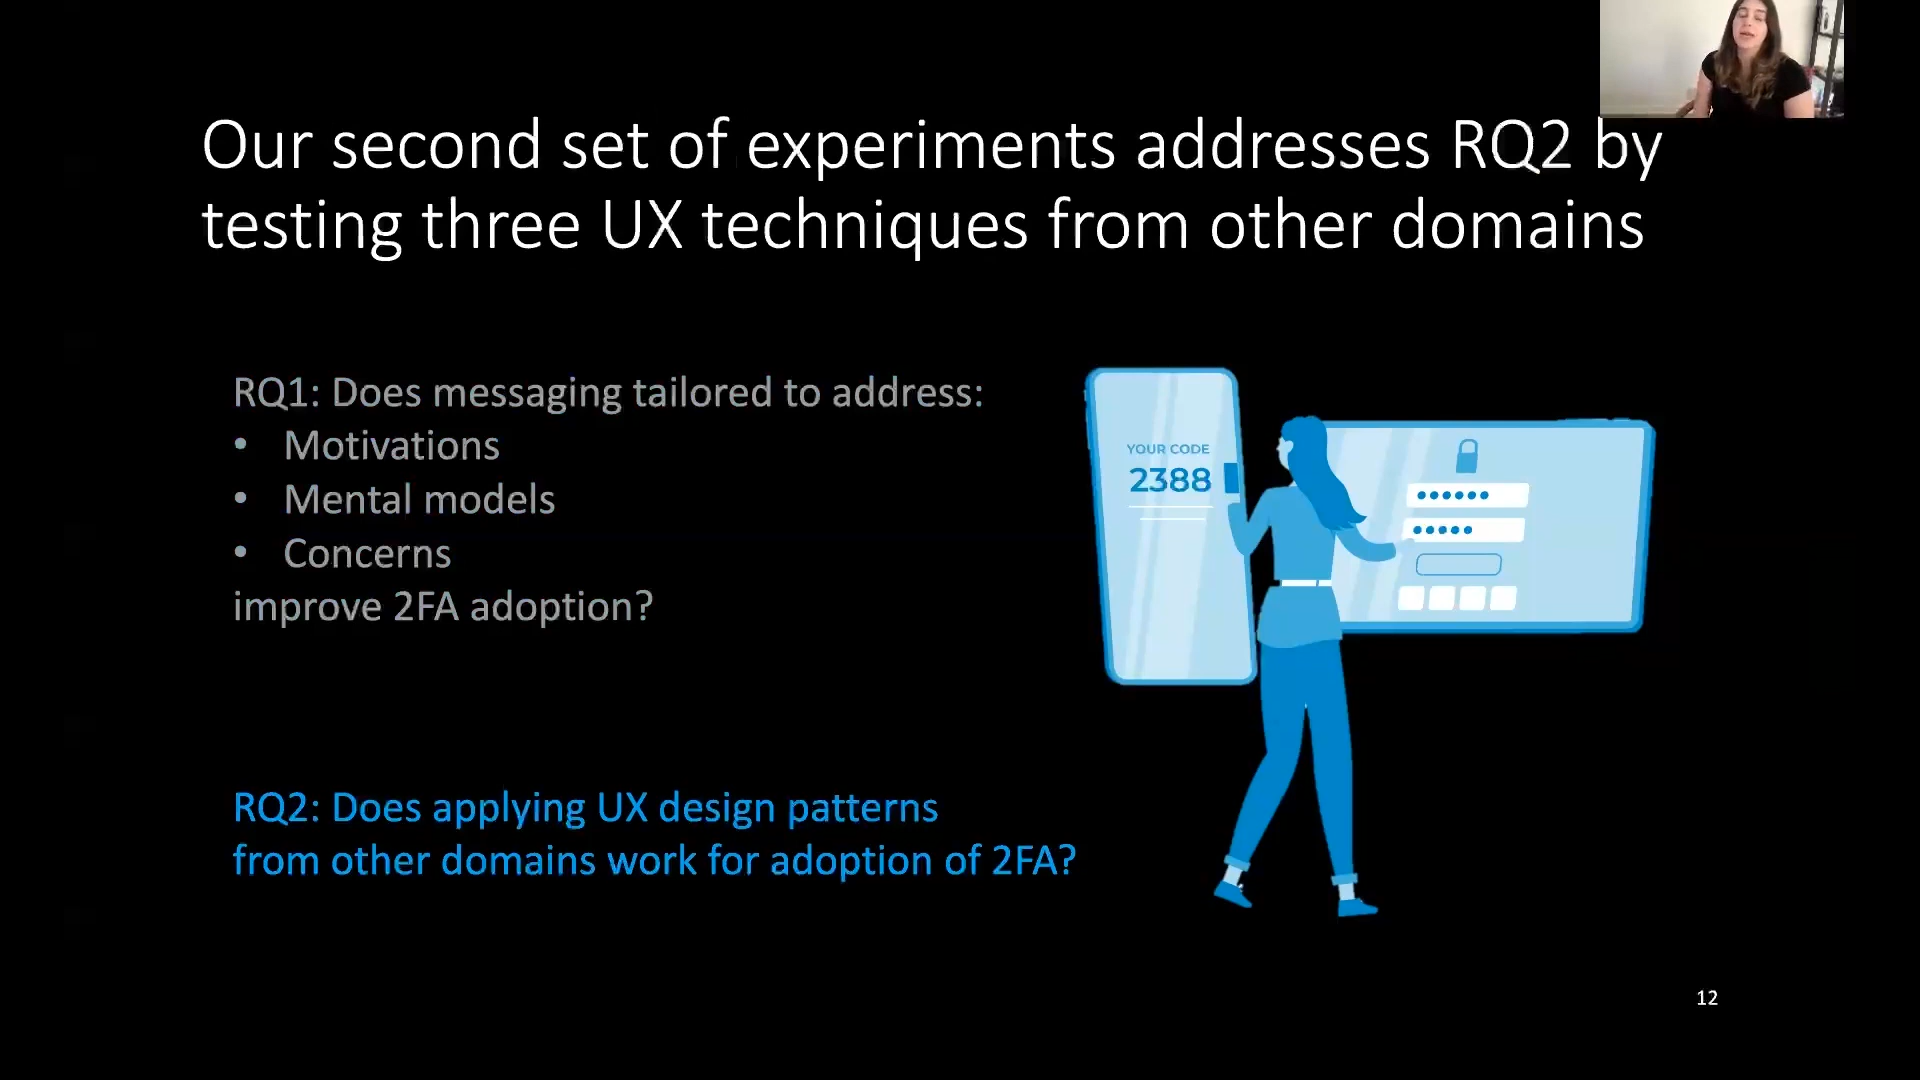 Our second set of experiments addresses RQ2 by
testing three UX techniques from other domains
RQ1: Does messaging tailored to address:
• Motivations
• Mental models
• Concerns
improve 2FA adoption?
YOUR CODE
2388
RQ2: Does applying UX design patterns
from other domains work for adoption of 2FA?
12